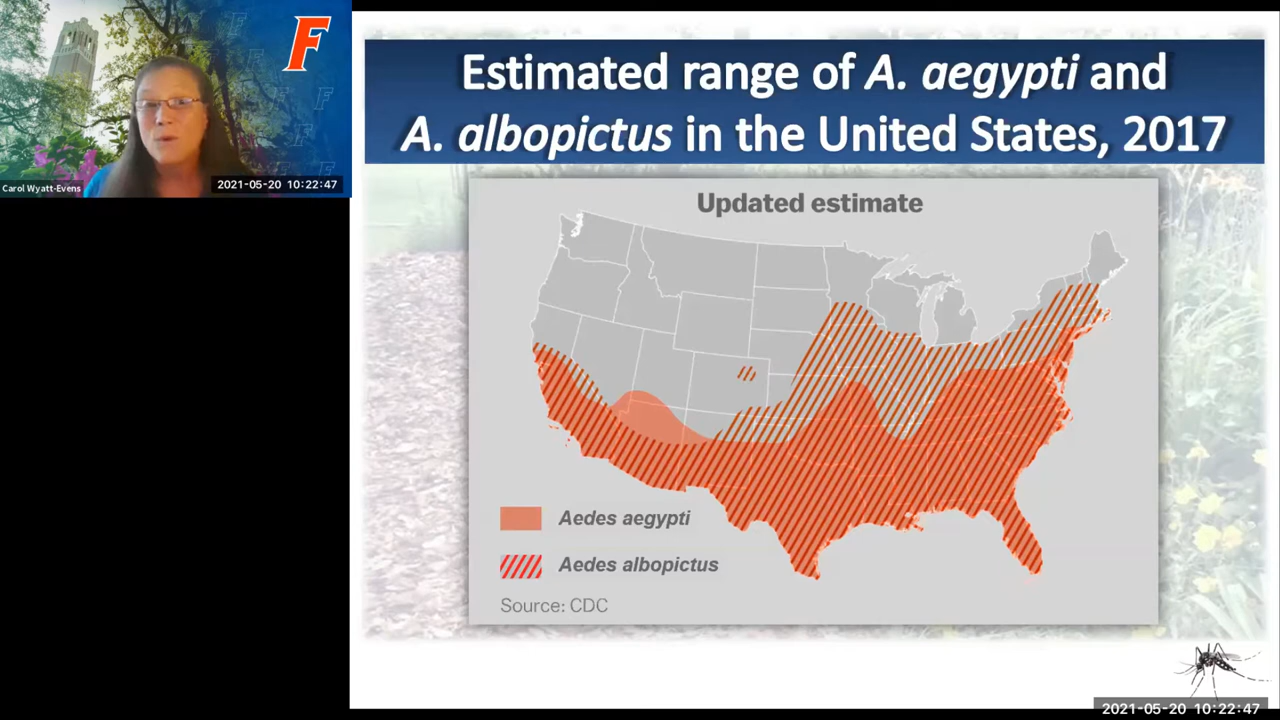 F
Carol Wyatt-Evens
2021-05-20 10:22:47
Estimated range of A. aegypti and
A. albopictus in the United States, 2017
Updated estimate
Aedes aegypti
Aedes albopictus
Source: CDC
2021-05-20 10:22:47